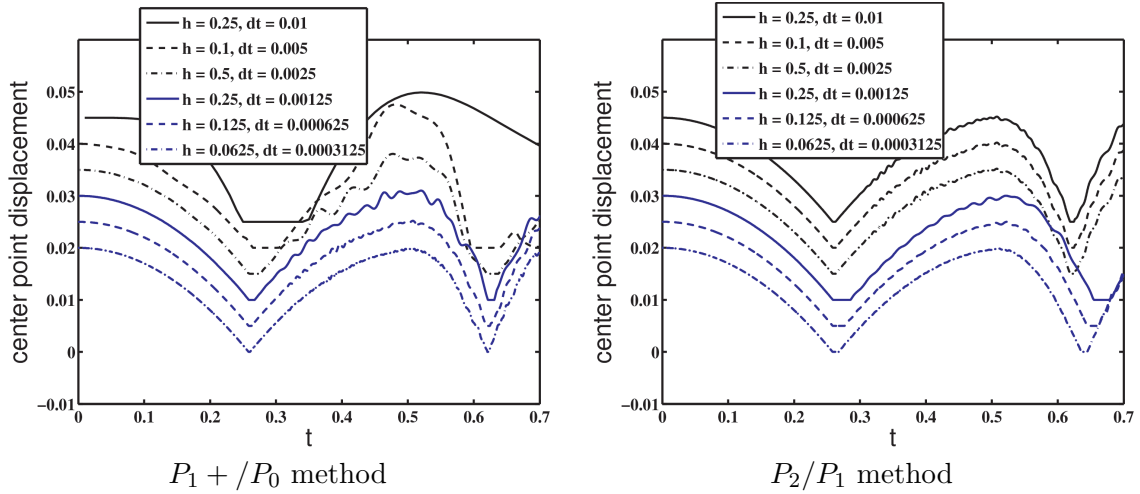 h = 0.25, dt = 0.01
h = 0.1, dt = 0.005
h = 0.5, dt = 0.0025
h = 0.25, dt = 0.00125
h = 0.125, dt = 0.000625
h = 0.0625, dt = 0.0003125
center point displacement
0.05
0.04
0.03
0.02
0.01
0
−0.01
0 0.1 0.2 0.3 0.4 0.5 0.6 0.7
t
P₁ + /P₀ method
h = 0.25, dt = 0.01
h = 0.1, dt = 0.005
h = 0.5, dt = 0.0025
h = 0.25, dt = 0.00125
h = 0.125, dt = 0.000625
h = 0.0625, dt = 0.0003125
center point displacement
0.05
0.04
0.03
0.02
0.01
0
−0.01
0 0.1 0.2 0.3 0.4 0.5 0.6 0.7
t
P₂/P₁ method